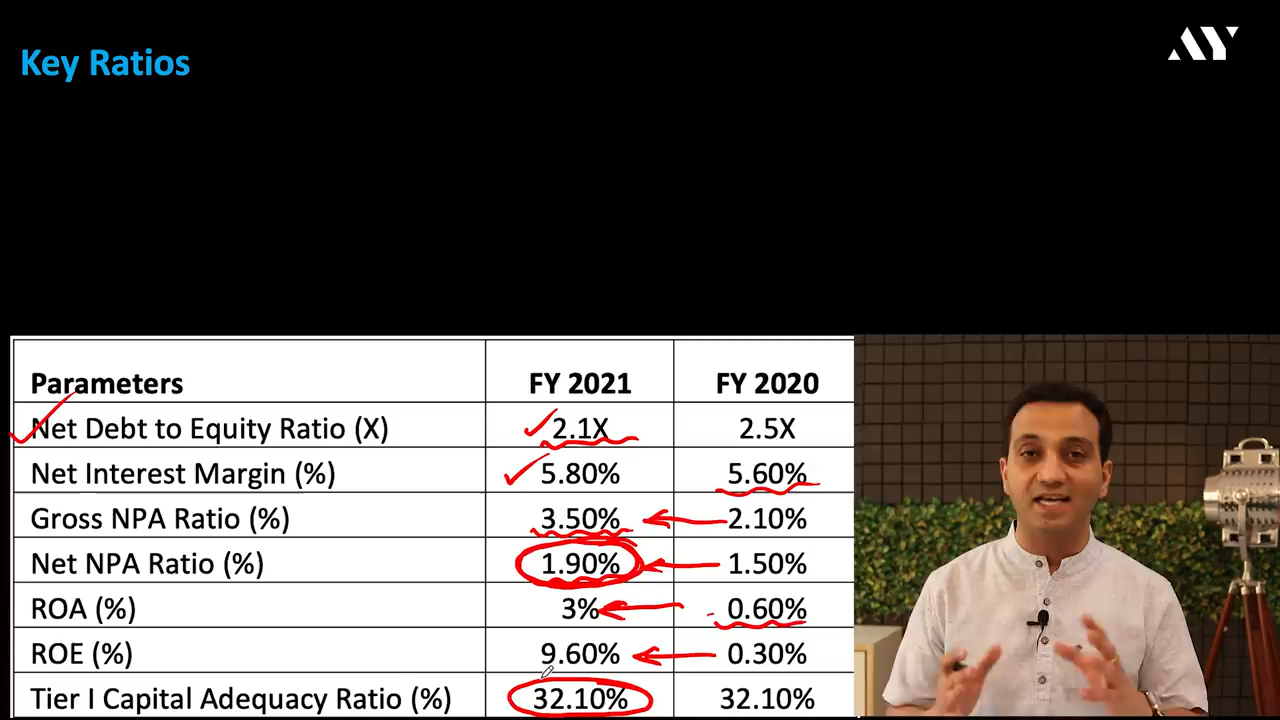 AY
Key Ratios
Parameters FY 2021 FY 2020
Net Debt to Equity Ratio (X) 2.1X 2.5X
Net Interest Margin (%) 5.80% 5.60%
Gross NPA Ratio (%) 3.50% 2.10%
Net NPA Ratio (%) 1.90% 1.50%
ROA (%) 3% 0.60%
ROE (%) 9.60% 0.30%
Tier I Capital Adequacy Ratio (%) 32.10% 32.10%